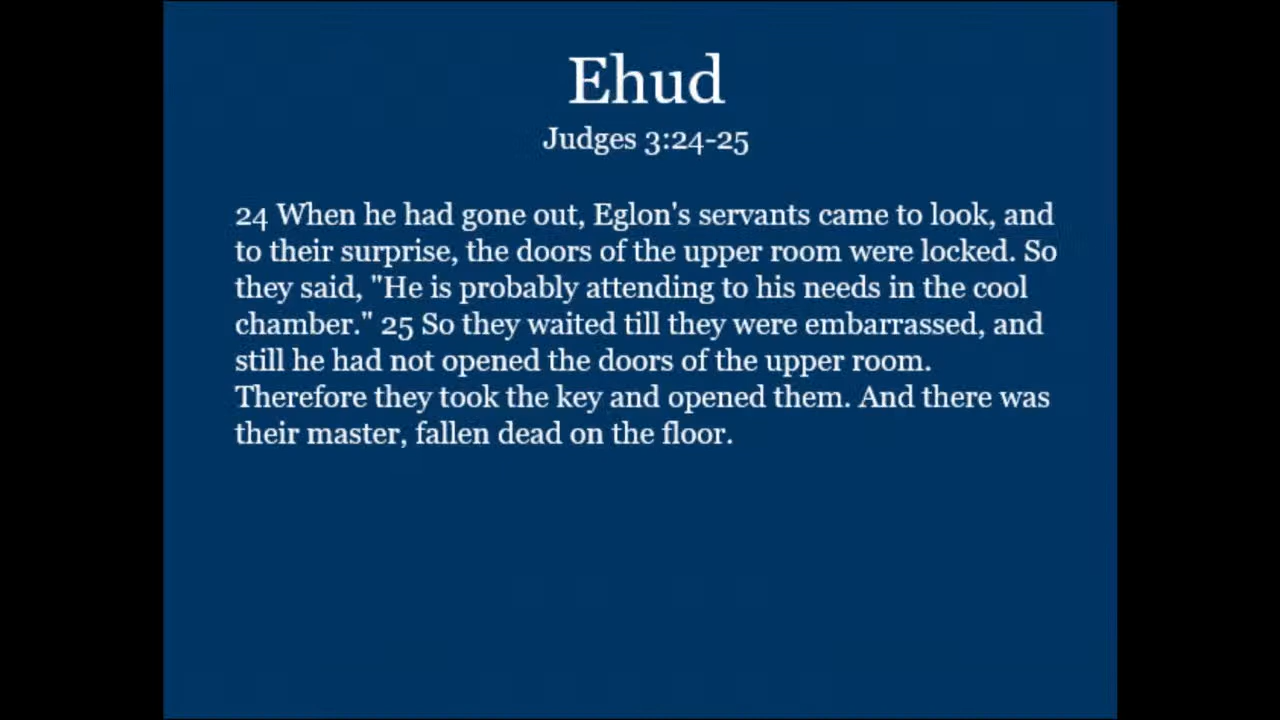 Ehud
Judges 3:24-25
24 When he had gone out, Eglon's servants came to look, and
to their surprise, the doors of the upper room were locked. So
they said, "He is probably attending to his needs in the cool
chamber." 25 So they waited till they were embarrassed, and
still he had not opened the doors of the upper room.
Therefore they took the key and opened them. And there was
their master, fallen dead on the floor.